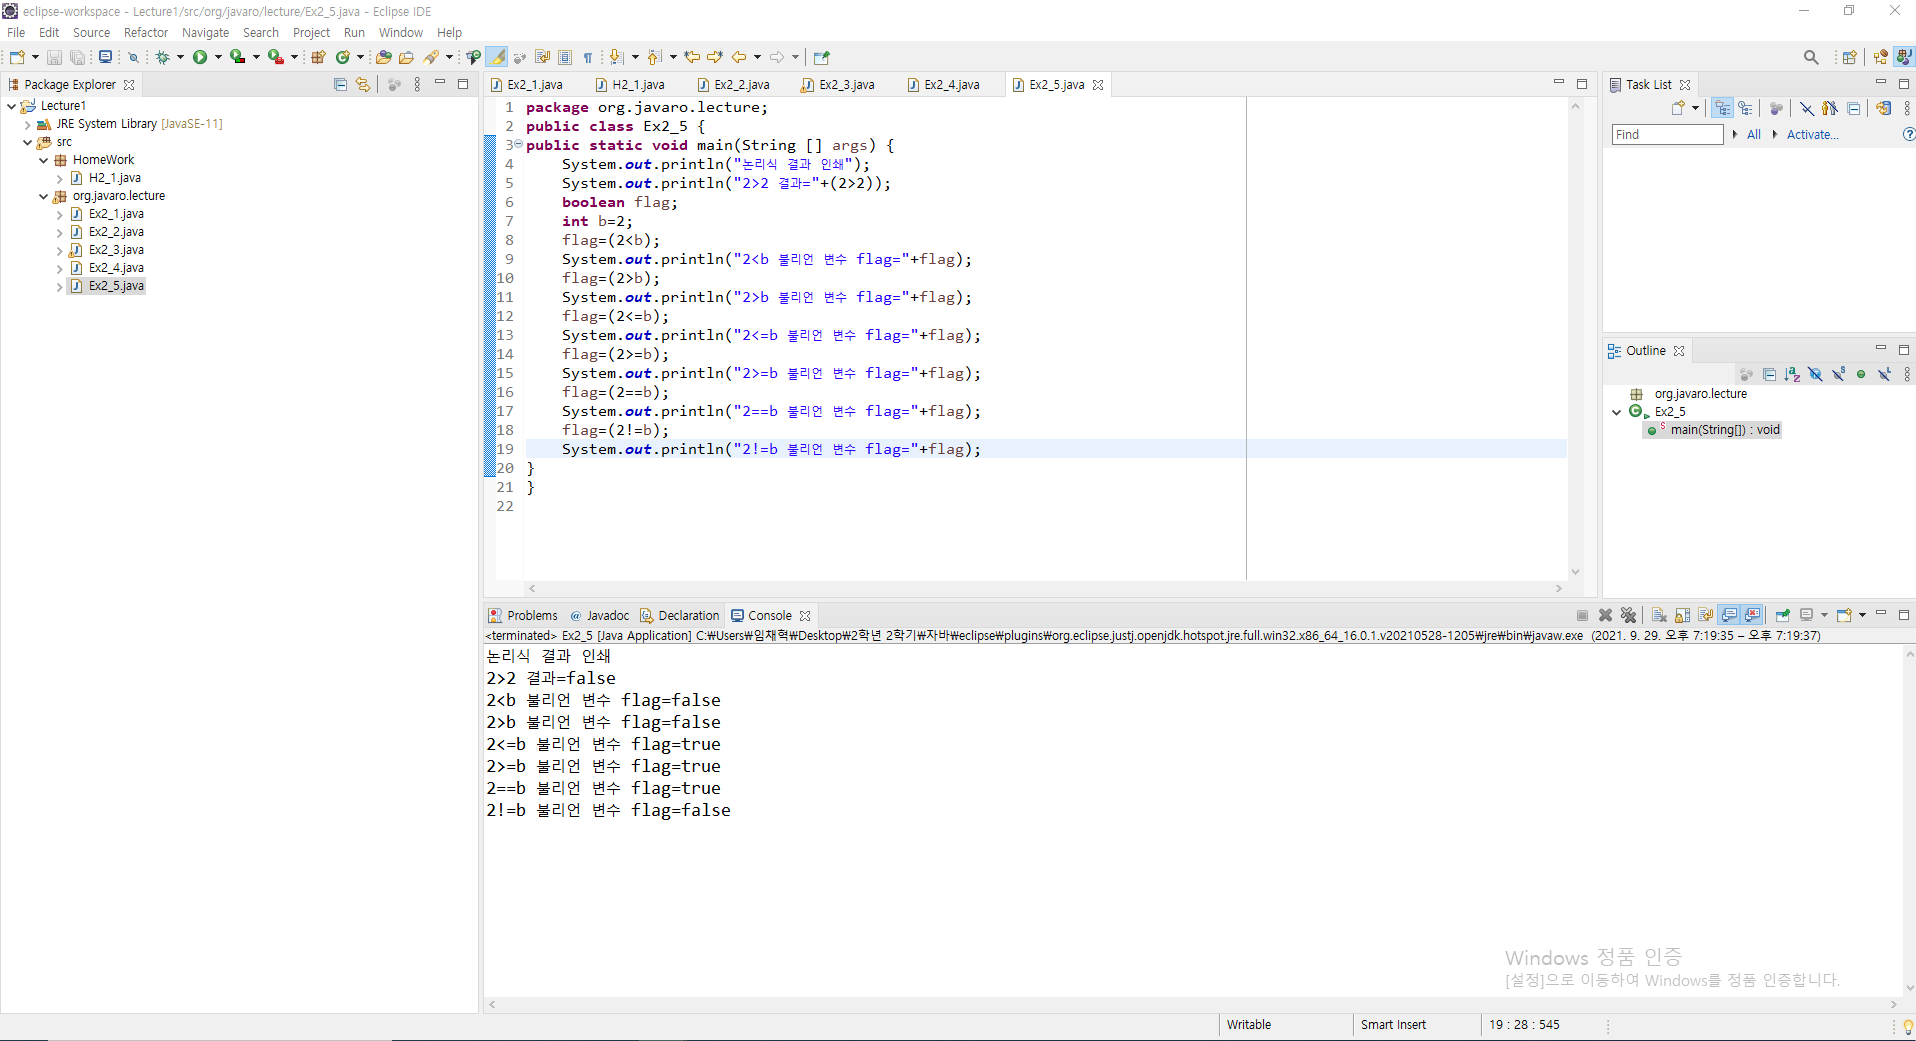 eclipse-workspace - Lecture1/src/org/javaro/lecture/Ex2_5.java - Eclipse IDE
File Edit Source Refactor Navigate Search Project Run Window Help
Package Explorer
Lecture1
JRE System Library [JavaSE-11]
src
HomeWork
H2_1.java
org.javaro.lecture
Ex2_1.java
Ex2_2.java
Ex2_3.java
Ex2_4.java
Ex2_5.java
Ex2_1.java H2_1.java Ex2_2.java Ex2_3.java Ex2_4.java Ex2_5.java
1 package org.javaro.lecture;
2 public class Ex2_5 {
3 public static void main(String [] args) {
4 System.out.println("논리식 결과 인쇄");
5 System.out.println("2>2 결과="+(2>2));
6 boolean flag;
7 int b=2;
8 flag=(2<b);
9 System.out.println("2<b 불리언 변수 flag="+flag);
10 flag=(2>b);
11 System.out.println("2>b 불리언 변수 flag="+flag);
12 flag=(2<=b);
13 System.out.println("2<=b 불리언 변수 flag="+flag);
14 flag=(2>=b);
15 System.out.println("2>=b 불리언 변수 flag="+flag);
16 flag=(2==b);
17 System.out.println("2==b 불리언 변수 flag="+flag);
18 flag=(2!=b);
19 System.out.println("2!=b 불리언 변수 flag="+flag);
20 }
21 }
22
Task List
Find All Activate...
Outline
org.javaro.lecture
Ex2_5
main(String[]) : void
Problems @ Javadoc Declaration Console
<terminated> Ex2_5 [Java Application] C:₩Users₩임채혁₩Desktop₩2학년 2학기₩자바₩eclipse₩plugins₩org.eclipse.justj.openjdk.hotspot.jre.full.win32.x86_64_16.0.1.v20210528-1205₩jre₩bin₩javaw.exe (2021. 9. 29. 오후 7:19:35 – 오후 7:19:37)
논리식 결과 인쇄
2>2 결과=false
2<b 불리언 변수 flag=false
2>b 불리언 변수 flag=false
2<=b 불리언 변수 flag=true
2>=b 불리언 변수 flag=true
2==b 불리언 변수 flag=true
2!=b 불리언 변수 flag=false
Windows 정품 인증
[설정]으로 이동하여 Windows를 정품 인증합니다.
Writable Smart Insert 19 : 28 : 545